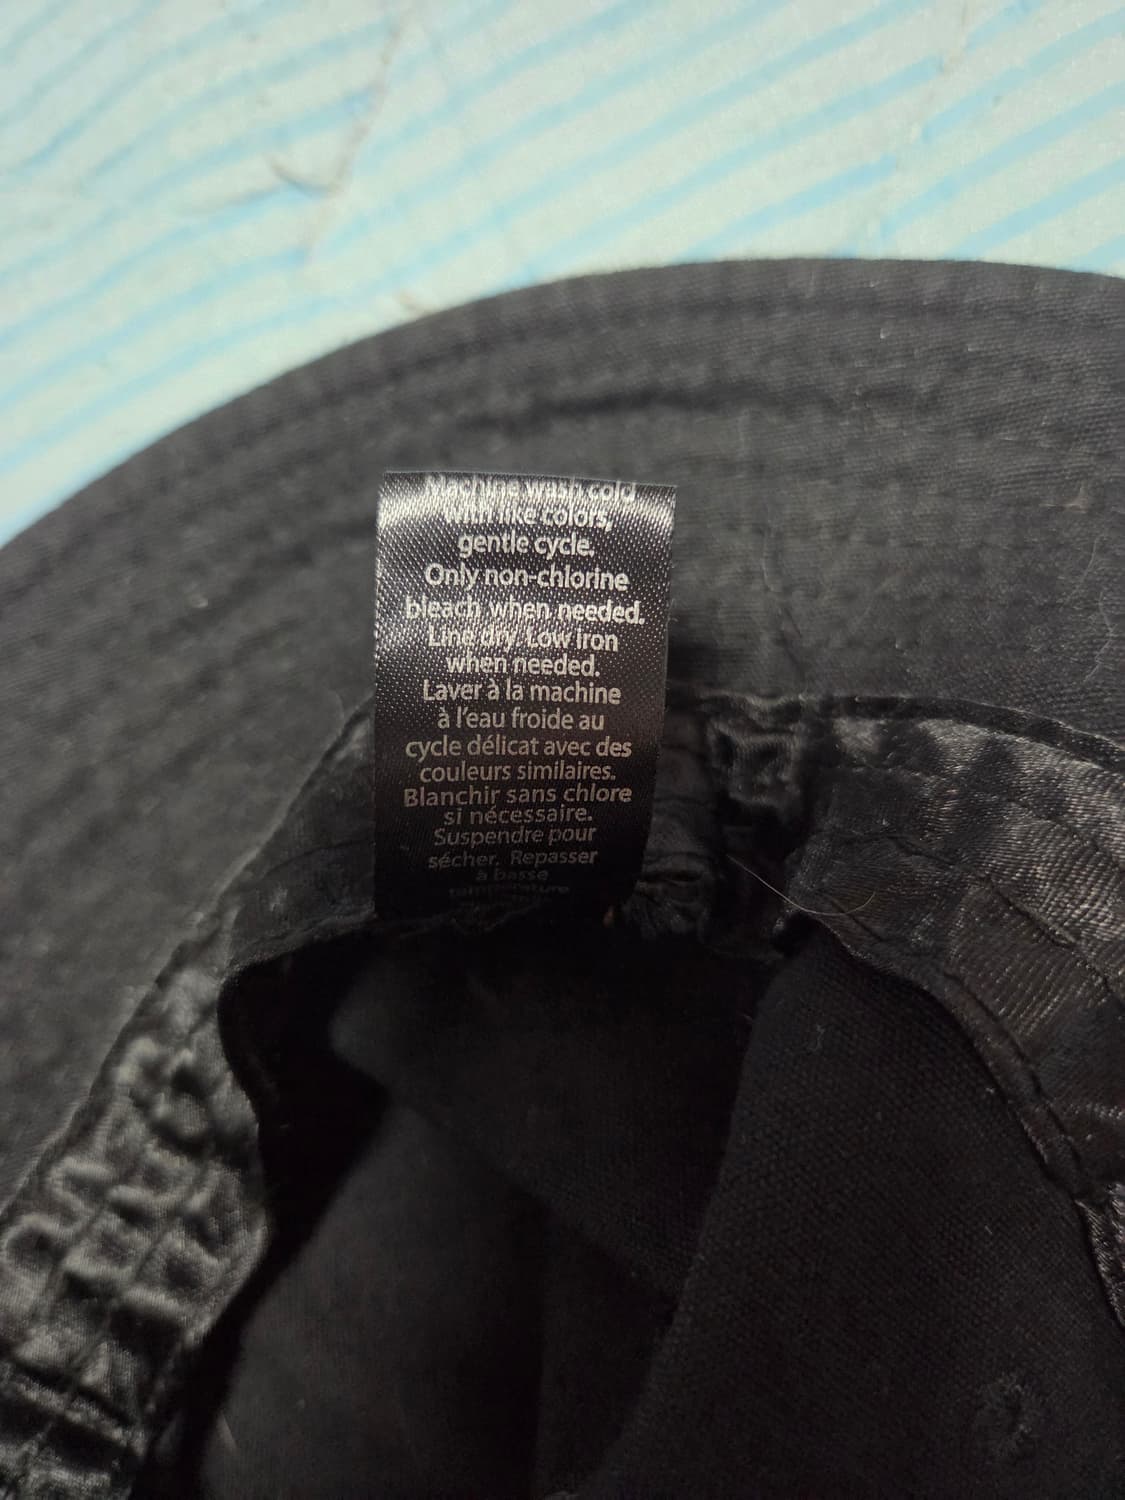 Machine wash cold
with like colors,
gentle cycle.
Only non-chlorine
bleach when needed.
Line dry. Low iron
when needed.
Laver à la machine
à l'eau froide au
cycle délicat avec des
couleurs similaires.
Blanchir sans chlore
si nécessaire.
Suspendre pour
sécher. Repasser
à basse
température